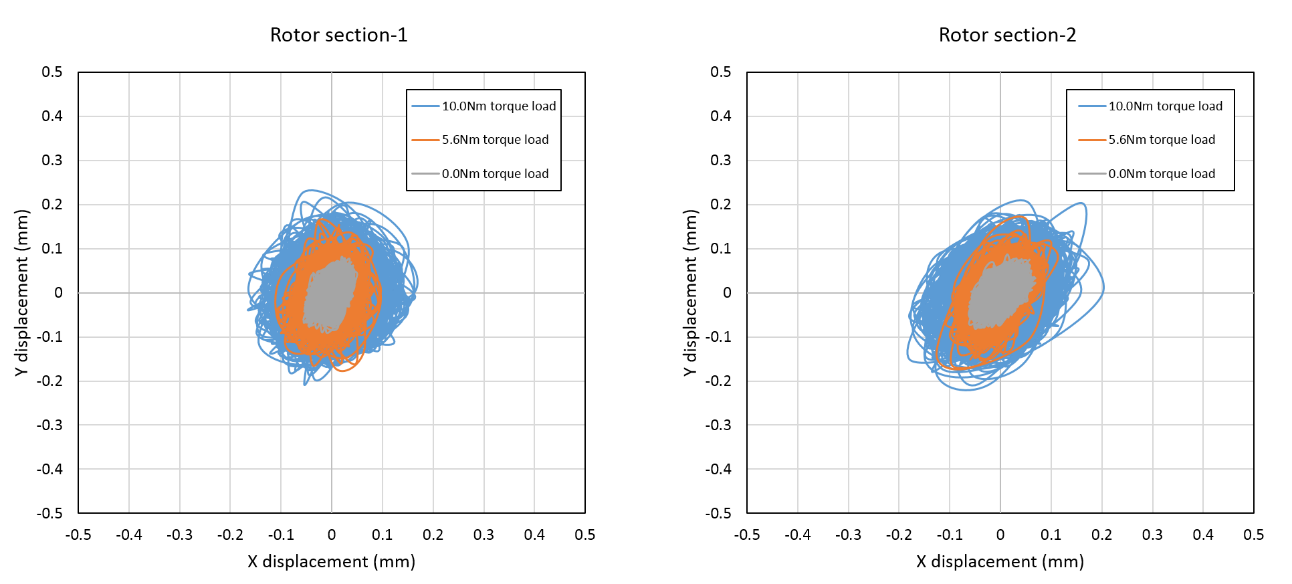 Rotor section-1
0.5
0.4
0.3
0.2
0.1
0
-0.1
-0.2
-0.3
-0.4
-0.5
Y displacement (mm)
10.0Nm torque load
5.6Nm torque load
0.0Nm torque load
-0.5 -0.4 -0.3 -0.2 -0.1 0 0.1 0.2 0.3 0.4 0.5
X displacement (mm)
Rotor section-2
0.5
0.4
0.3
0.2
0.1
0
-0.1
-0.2
-0.3
-0.4
-0.5
Y displacement (mm)
10.0Nm torque load
5.6Nm torque load
0.0Nm torque load
-0.5 -0.4 -0.3 -0.2 -0.1 0 0.1 0.2 0.3 0.4 0.5
X displacement (mm)